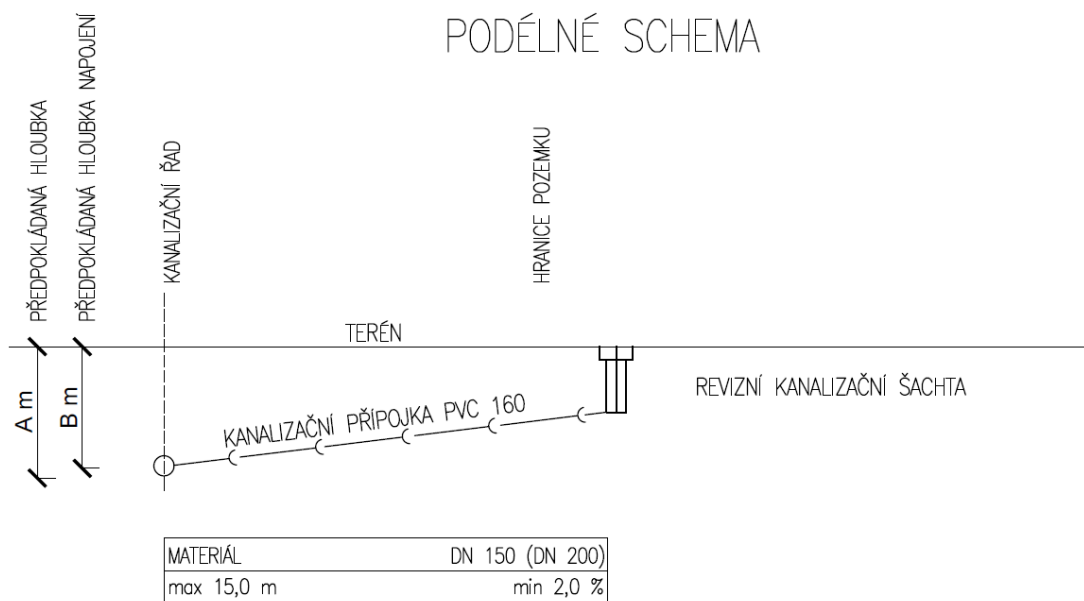 PODÉLNÉ SCHEMA
PŘEDPOKLÁDANÁ HLOUBKA
PŘEDPOKLÁDANÁ HLOUBKA NAPOJENÍ
KANALIZAČNÍ ŘAD
HRANICE POZEMKU
TERÉN
A m
B m
REVIZNÍ KANALIZAČNÍ ŠACHTA
KANALIZAČNÍ PŘÍPOJKA PVC 160
MATERIÁL DN 150 (DN 200)
max 15,0 m min 2,0 %